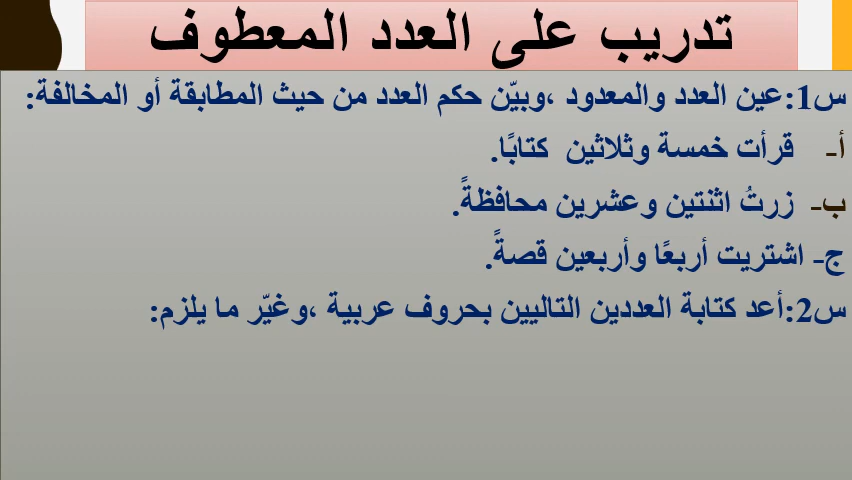 تدريب على العدد المعطوف
س1:عين العدد والمعدود ،وبيّن حكم العدد من حيث المطابقة أو المخالفة:
أ- قرأت خمسة وثلاثين كتابًا.
ب- زرتُ اثنتين وعشرين محافظةً.
ج- اشتريت أربعًا وأربعين قصةً.
س2:أعد كتابة العددين التاليين بحروف عربية ،وغيّر ما يلزم: